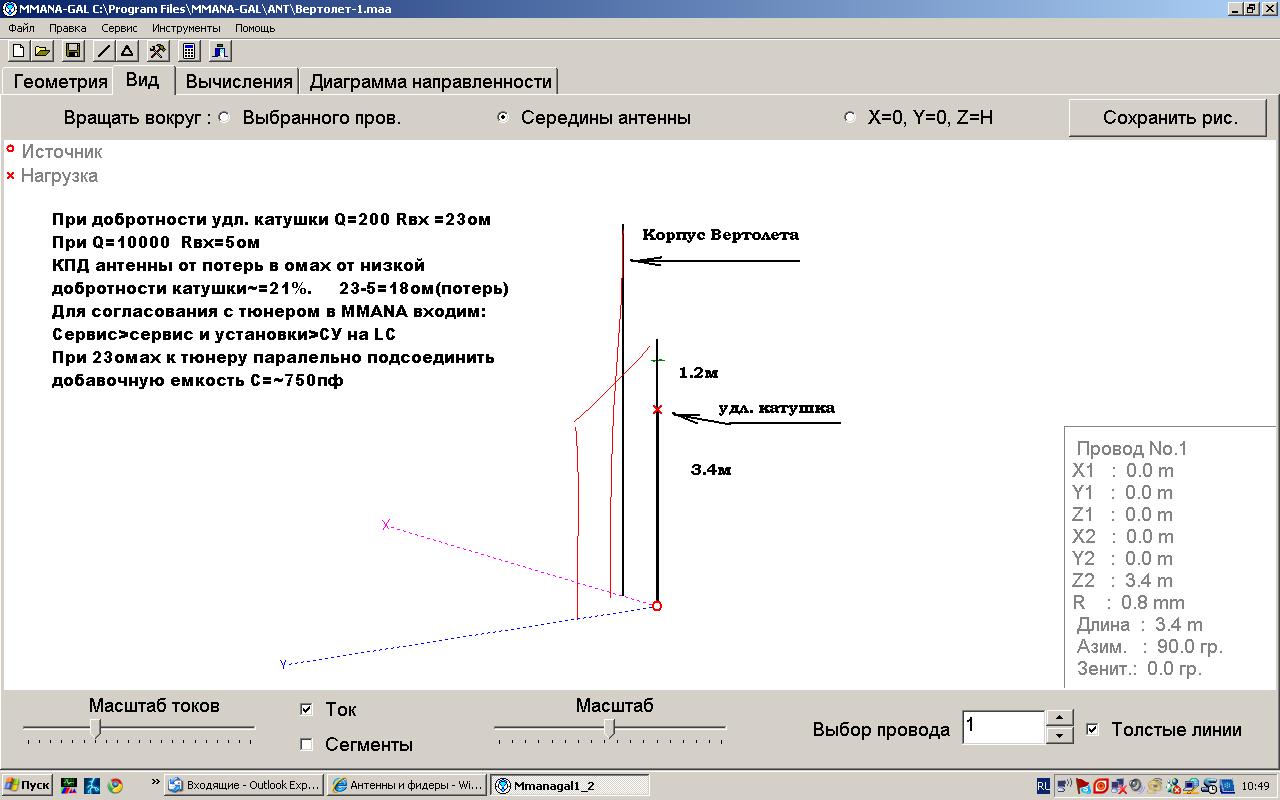 MMANA-GAL C:\Program Files\MMANA-GAL\ANT\Вертолет-1.maa
Файл Правка Сервис Инструменты Помощь
Геометрия Вид Вычисления Диаграмма направленности
Вращать вокруг : Выбранного пров. Середины антенны X=0, Y=0, Z=H Сохранить рис.
Источник
Нагрузка
При добротности удл. катушки Q=200 Rвх =23ом
При Q=10000 Rвх=5ом
КПД антенны от потерь в омах от низкой
добротности катушки~=21%. 23-5=18ом(потерь)
Для согласования с тюнером в MMANA входим:
Сервис>сервис и установки>СУ на LC
При 23омах к тюнеру паралельно подсоединить
добавочную емкость С=~750пф
Корпус Вертолета
1.2м
удл. катушка
3.4м
X
Y
Провод No.1
X1 : 0.0 m
Y1 : 0.0 m
Z1 : 0.0 m
X2 : 0.0 m
Y2 : 0.0 m
Z2 : 3.4 m
R : 0.8 mm
Длина : 3.4 m
Азим. : 90.0 гр.
Зенит.: 0.0 гр.
Масштаб токов Ток Масштаб
Сегменты Выбор провода 1 Толстые линии
Пуск » Входящие - Outlook Exp... Антенны и фидеры - Wi... Mmanagal1_2 RL 10:49